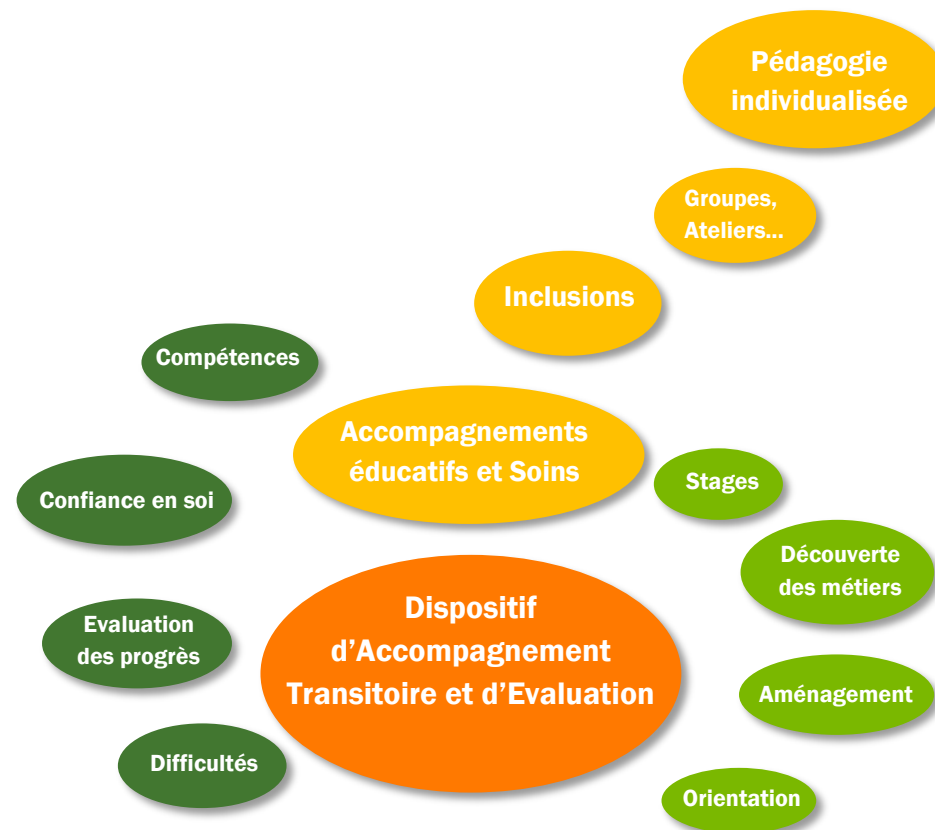 Pédagogie
individualisée
Groupes,
Ateliers...
Inclusions
Compétences
Accompagnements
éducatifs et Soins
Stages
Confiance en soi
Découverte
des métiers
Dispositif
d'Accompagnement
Transitoire et d'Evaluation
Evaluation
des progrès
Aménagement
Difficultés
Orientation